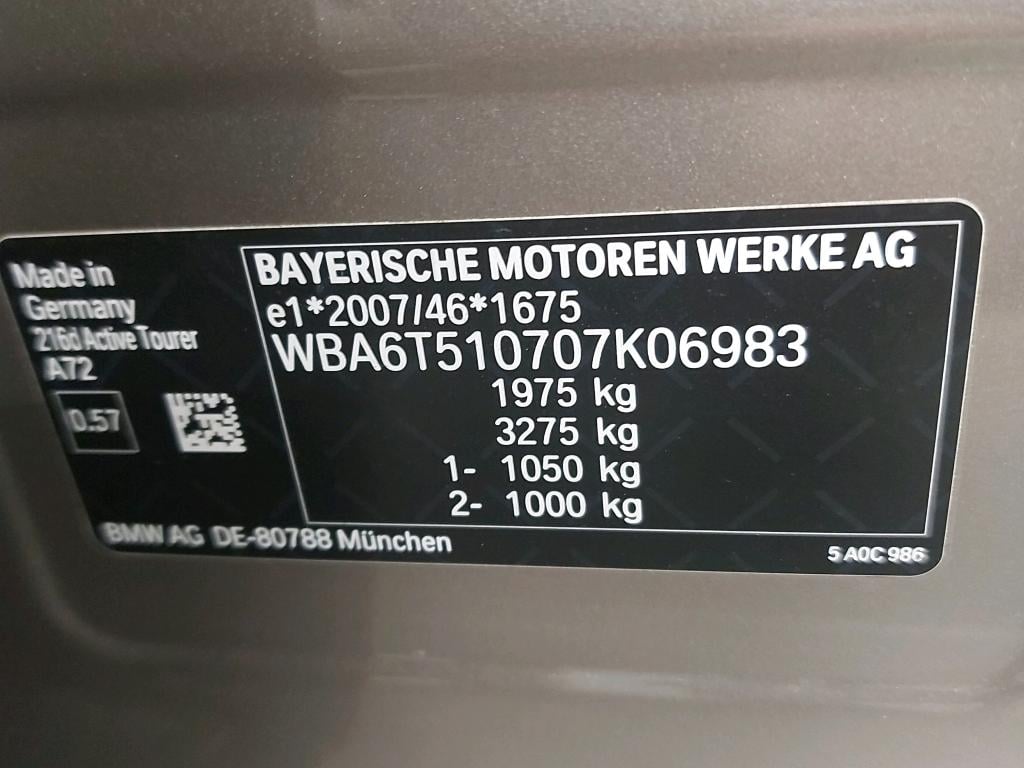 Made in
Germany
216d Active Tourer
A72
0.57
BAYERISCHE MOTOREN WERKE AG
e1*2007/46*1675
WBA6T510707K06983
1975 kg
3275 kg
1- 1050 kg
2- 1000 kg
BMW AG DE-80788 München
5 A0C 986